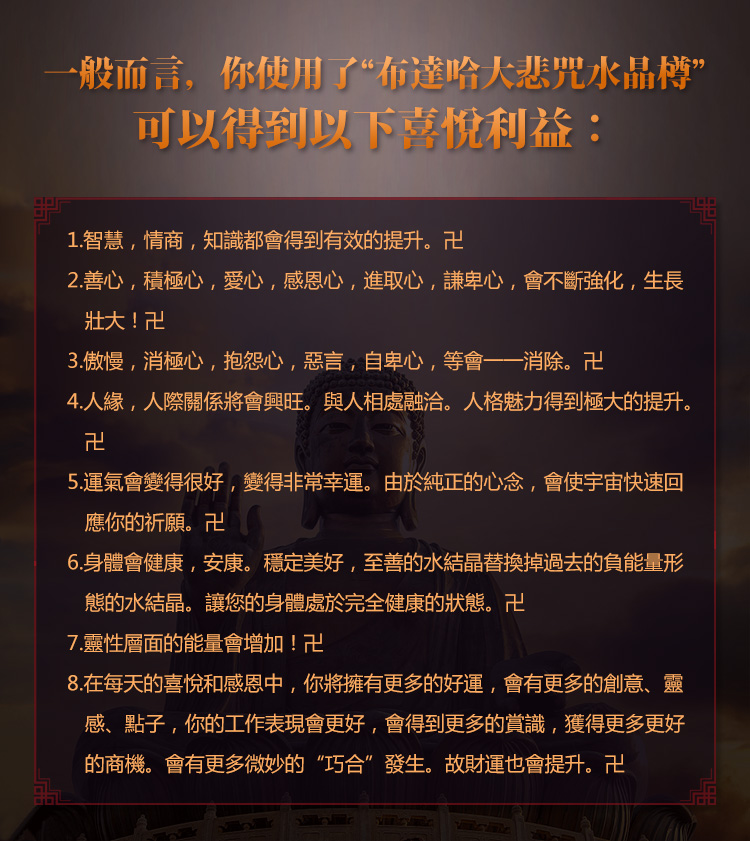 一般而言，你使用了“布達哈大悲咒水晶樽”
可以得到以下喜悅利益：
1.智慧，情商，知識都會得到有效的提升。卍
2.善心，積極心，愛心，感恩心，進取心，謙卑心，會不斷強化，生長
壯大！卍
3.傲慢，消極心，抱怨心，惡言，自卑心，等會一一消除。卍
4.人緣，人際關係將會興旺。與人相處融洽。人格魅力得到極大的提升。
卍
5.運氣會變得很好，變得非常幸運。由於純正的心念，會使宇宙快速回
應你的祈願。卍
6.身體會健康，安康。穩定美好，至善的水結晶替換掉過去的負能量形
態的水結晶。讓您的身體處於完全健康的狀態。卍
7.靈性層面的能量會增加！卍
8.在每天的喜悅和感恩中，你將擁有更多的好運，會有更多的創意、靈
感、點子，你的工作表現會更好，會得到更多的賞識，獲得更多更好
的商機。會有更多微妙的“巧合”發生。故財運也會提升。卍